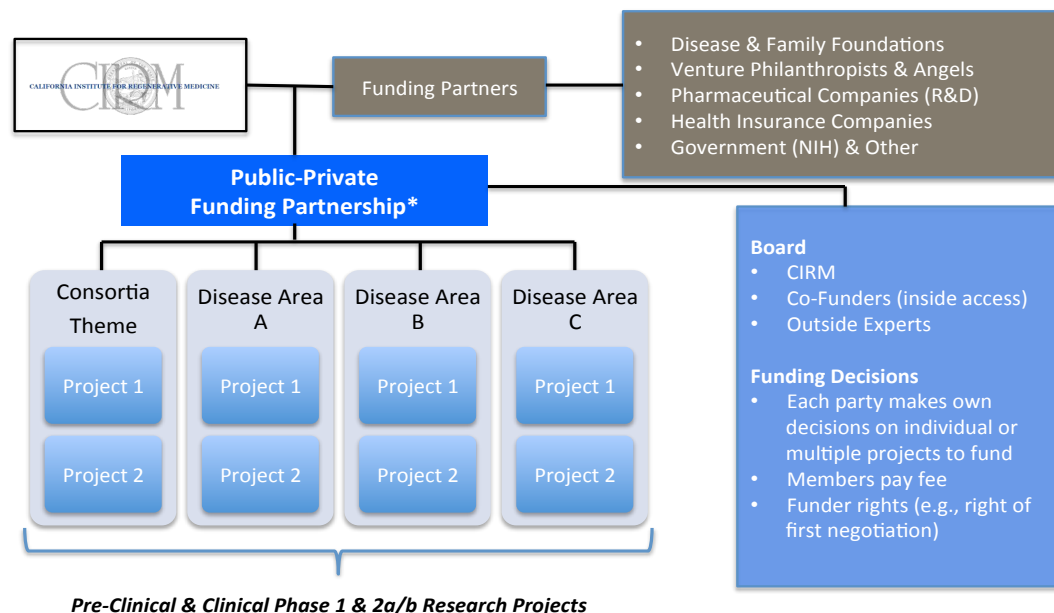 CIRM
CALIFORNIA INSTITUTE FOR REGENERATIVE MEDICINE
Funding Partners
• Disease & Family Foundations
• Venture Philanthropists & Angels
• Pharmaceutical Companies (R&D)
• Health Insurance Companies
• Government (NIH) & Other
Public-Private
Funding Partnership*
Board
• CIRM
• Co-Funders (inside access)
• Outside Experts
Funding Decisions
• Each party makes own
decisions on individual or
multiple projects to fund
• Members pay fee
• Funder rights (e.g., right of
first negotiation)
Consortia
Theme
Project 1
Project 2
Disease Area
A
Project 1
Project 2
Disease Area
B
Project 1
Project 2
Disease Area
C
Project 1
Project 2
Pre-Clinical & Clinical Phase 1 & 2a/b Research Projects